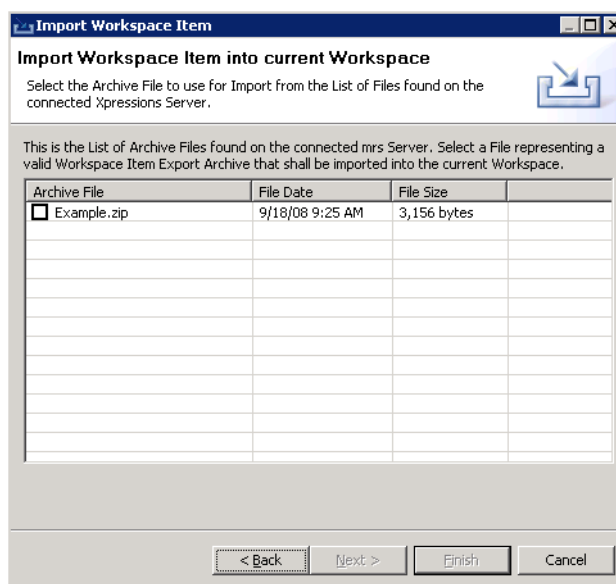 Import Workspace Item
Import Workspace Item into current Workspace
Select the Archive File to use for Import from the List of Files found on the
connected Xpressions Server.
This is the List of Archive Files found on the connected mrs Server. Select a File representing a
valid Workspace Item Export Archive that shall be imported into the current Workspace.
Archive File File Date File Size
Example.zip 9/18/08 9:25 AM 3,156 bytes
< Back Next > Finish Cancel